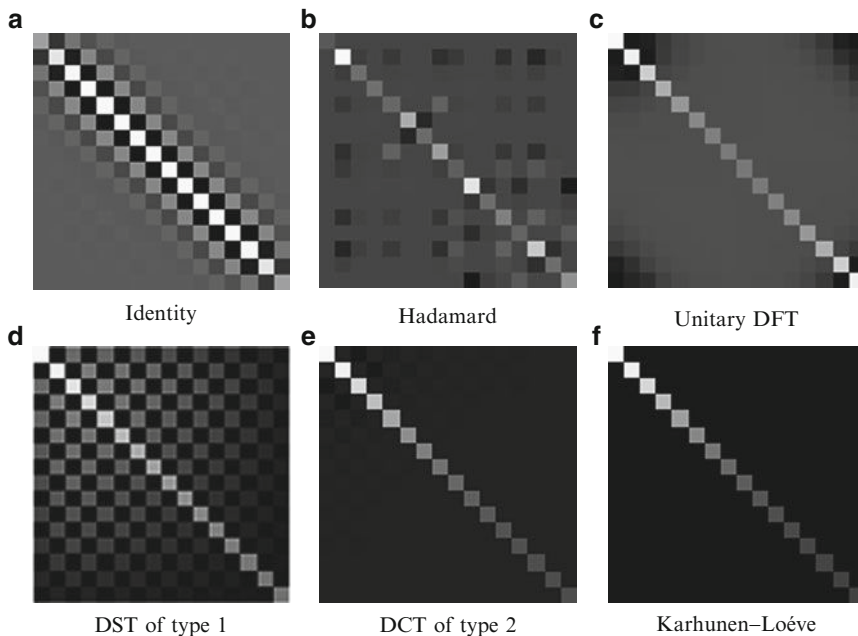 a
b
c
Identity
Hadamard
Unitary DFT
d
e
f
DST of type 1
DCT of type 2
Karhunen–Loéve